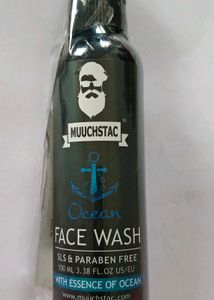 MUUCHSTAC
Ocean
FACE WASH
SLS & PARABEN FREE
100 ML 3.38 FL.OZ US/EU
WITH ESSENCE OF OCEAN
www.muuchstac.com